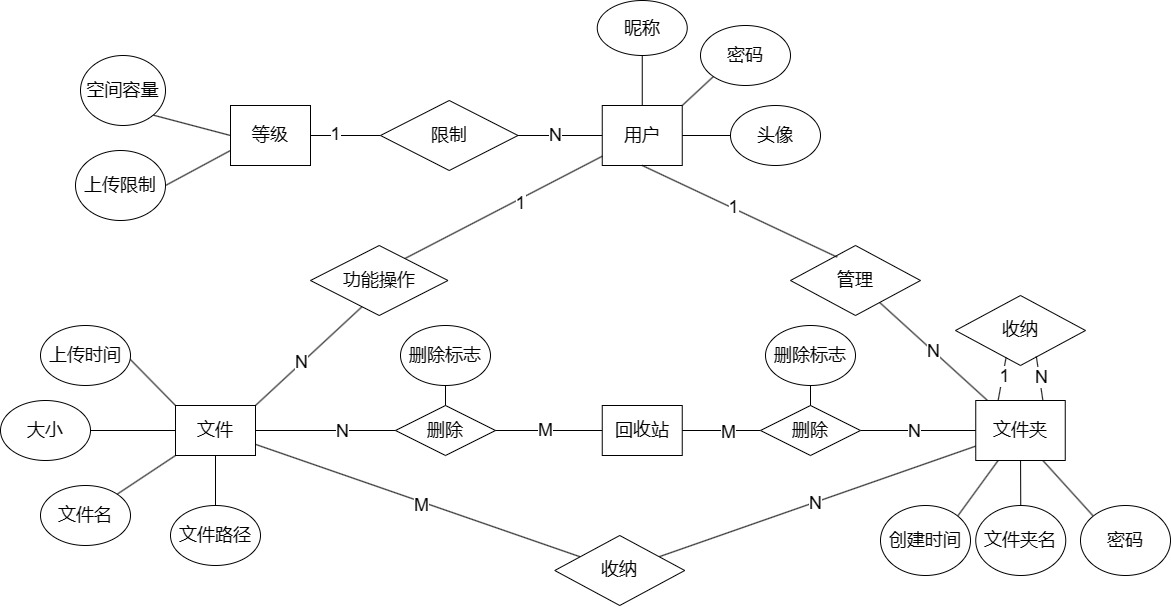 昵称
密码
空间容量
等级
1
限制
N
用户
头像
上传限制
1
1
功能操作
管理
收纳
上传时间
N
删除标志
删除标志
N
1
N
大小
文件
N
删除
M
回收站
M
删除
N
文件夹
文件名
文件路径
M
N
创建时间
文件夹名
密码
收纳